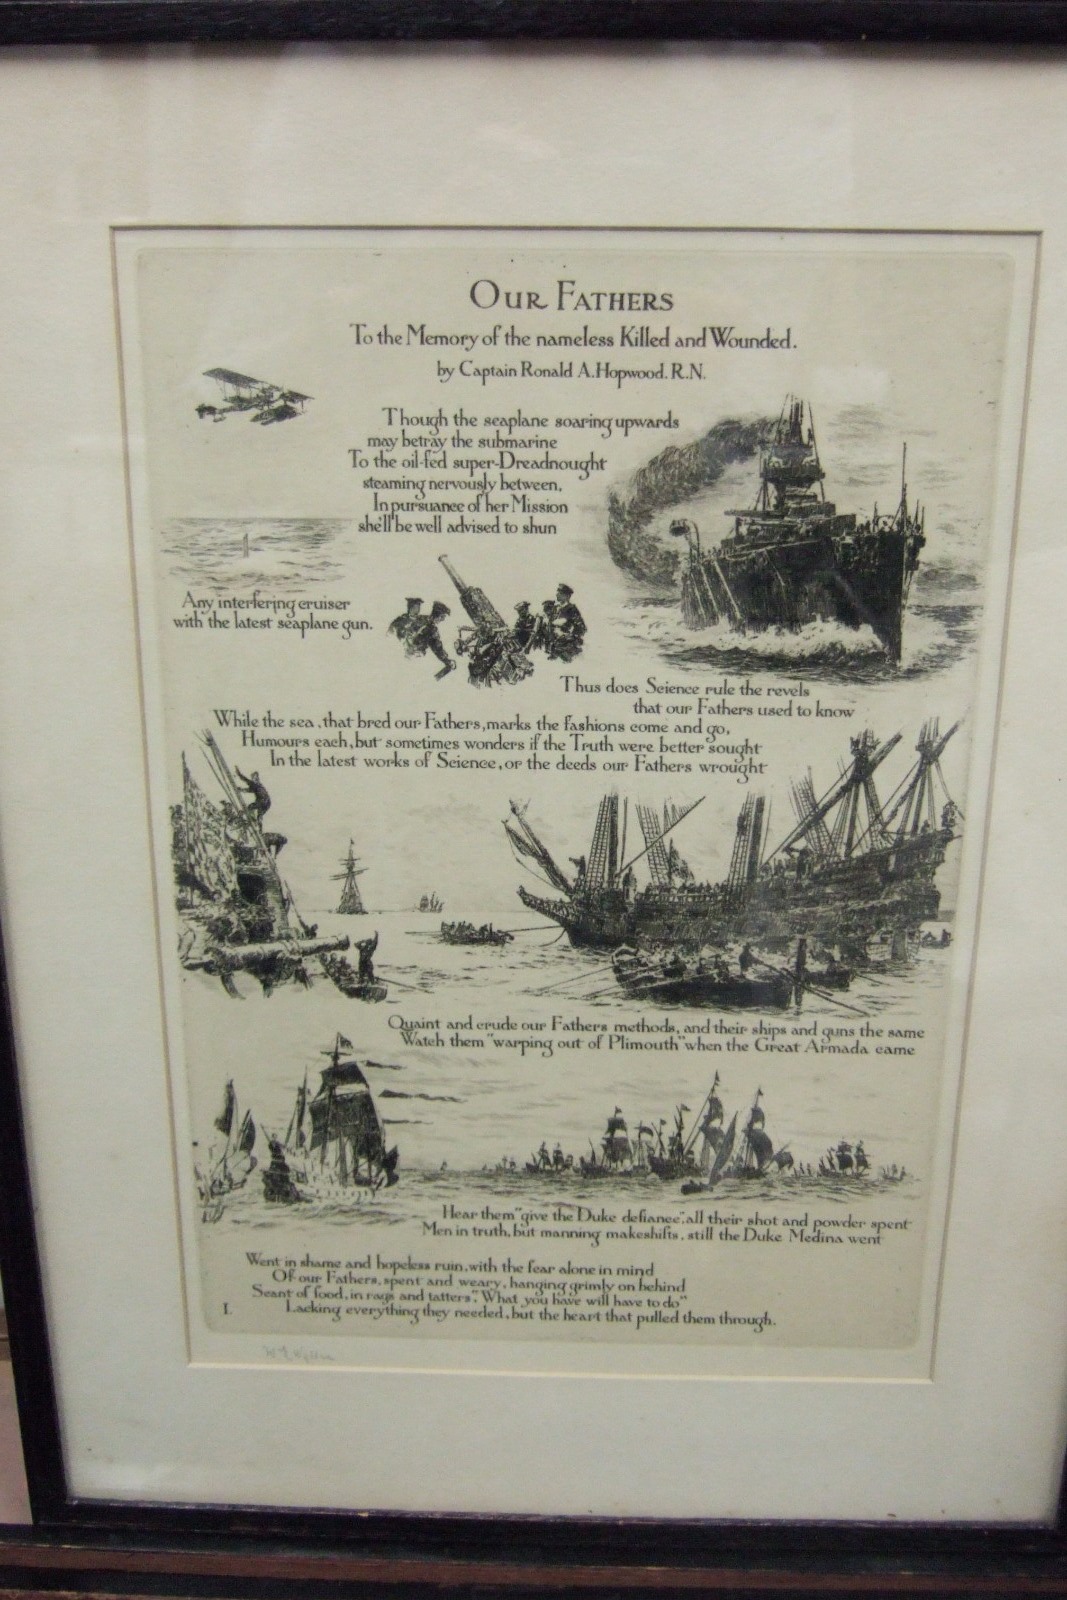 OUR FATHERS
To the Memory of the nameless Killed and Wounded.
by Captain Ronald A. Hopwood. R.N.
Though the seaplane soaring upwards
may betray the submarine
To the oil-fed super-Dreadnought
steaming nervously between,
In pursuance of her Mission
she'll be well advised to shun
Any interfering cruiser
with the latest seaplane gun.
Thus does Science rule the revels
that our Fathers used to know
While the sea, that bred our Fathers, marks the fashions come and go,
Humours each, but sometimes wonders if the Truth were better sought
In the latest works of Science, or the deeds our Fathers wrought
Quaint and crude our Fathers methods, and their ships and guns the same
Watch them "warping out of Plimouth" when the Great Armada came
Hear them "give the Duke defiance", all their shot and powder spent
Men in truth, but manning makeshifts, still the Duke Medina went
Went in shame and hopeless ruin, with the fear alone in mind
Of our Fathers, spent and weary, hanging grimly on behind
Scant of food, in rags and tatters", What you have will have to do"
Lacking everything they needed, but the heart that pulled them through.
I.